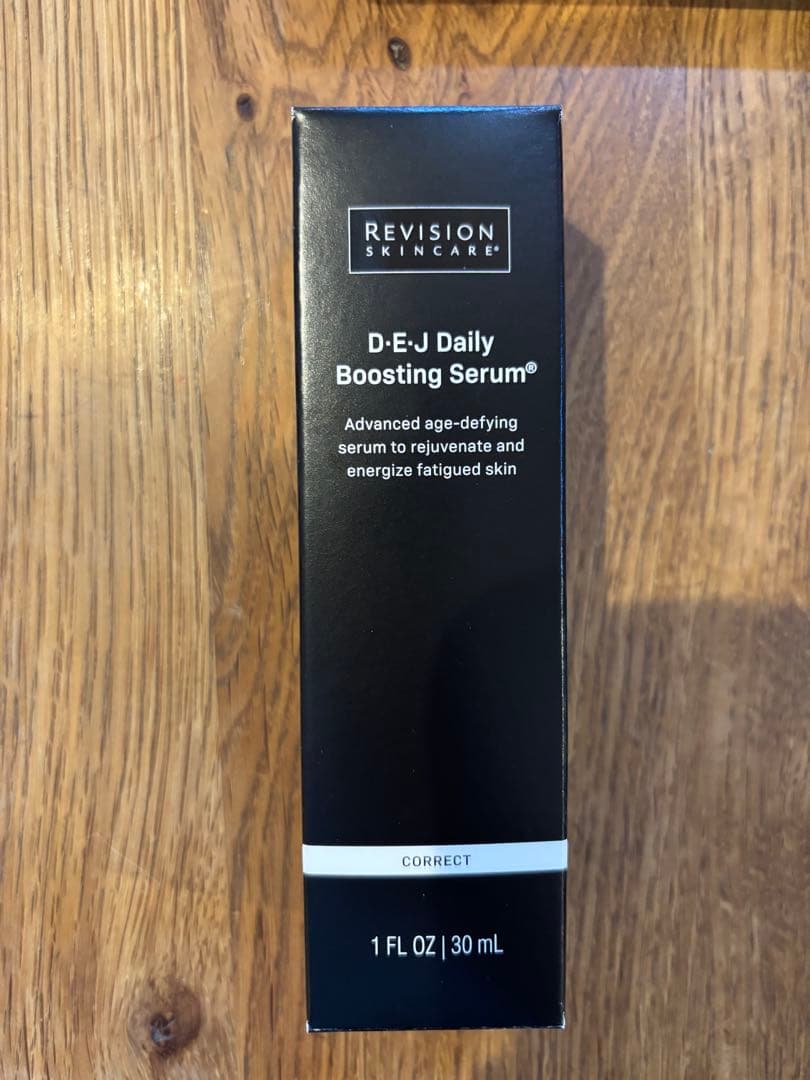 REVISION
SKINCARE®
D·E·J Daily
Boosting Serum®
Advanced age-defying
serum to rejuvenate and
energize fatigued skin
CORRECT
1 FL OZ | 30 mL